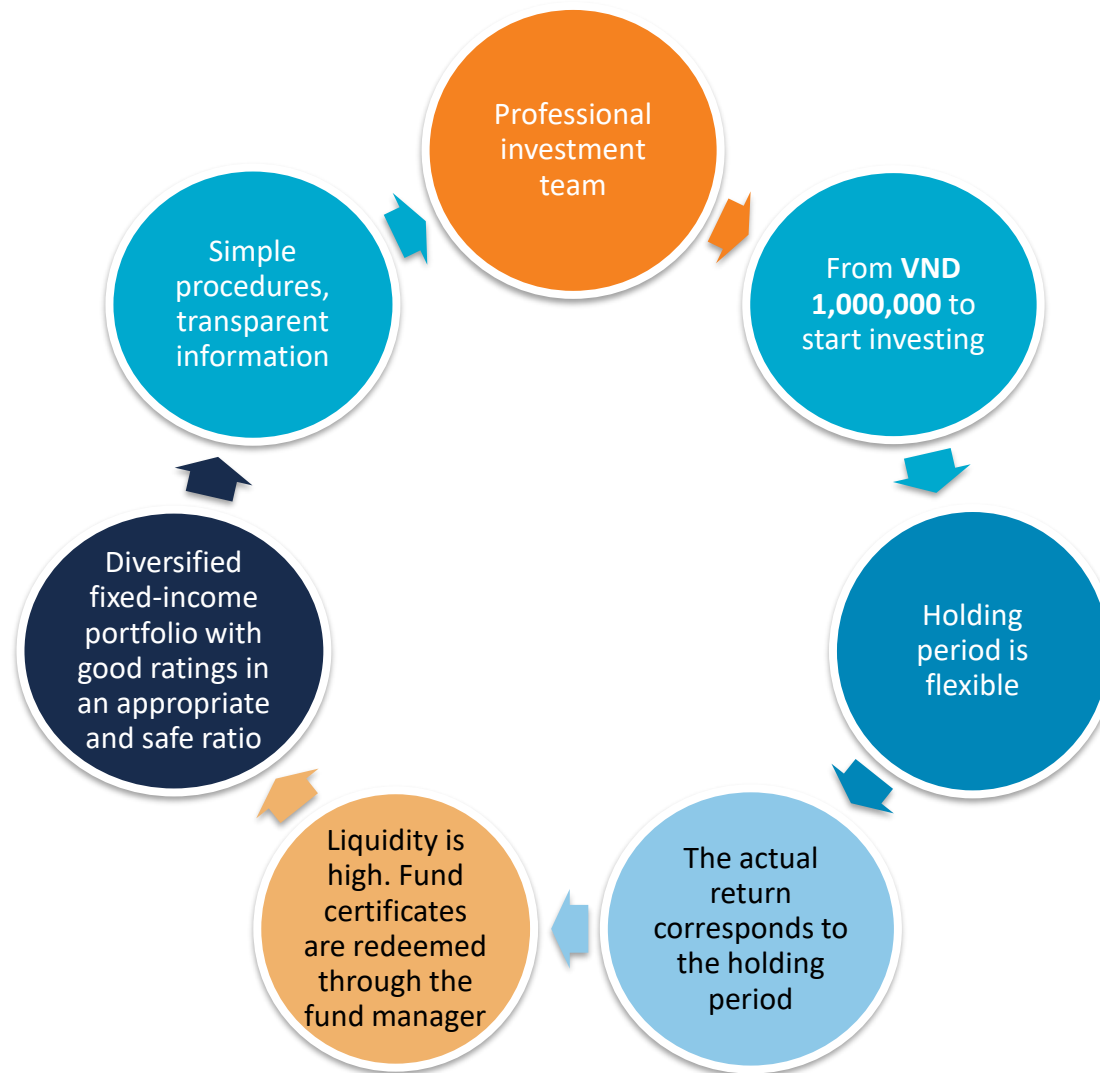 Professional
investment
team
From VND
1,000,000 to
start investing
Holding
period is
flexible
The actual
return
corresponds to
the holding
period
Liquidity is
high. Fund
certificates
are redeemed
through the
fund manager
Diversified
fixed-income
portfolio with
good ratings in
an appropriate
and safe ratio
Simple
procedures,
transparent
information